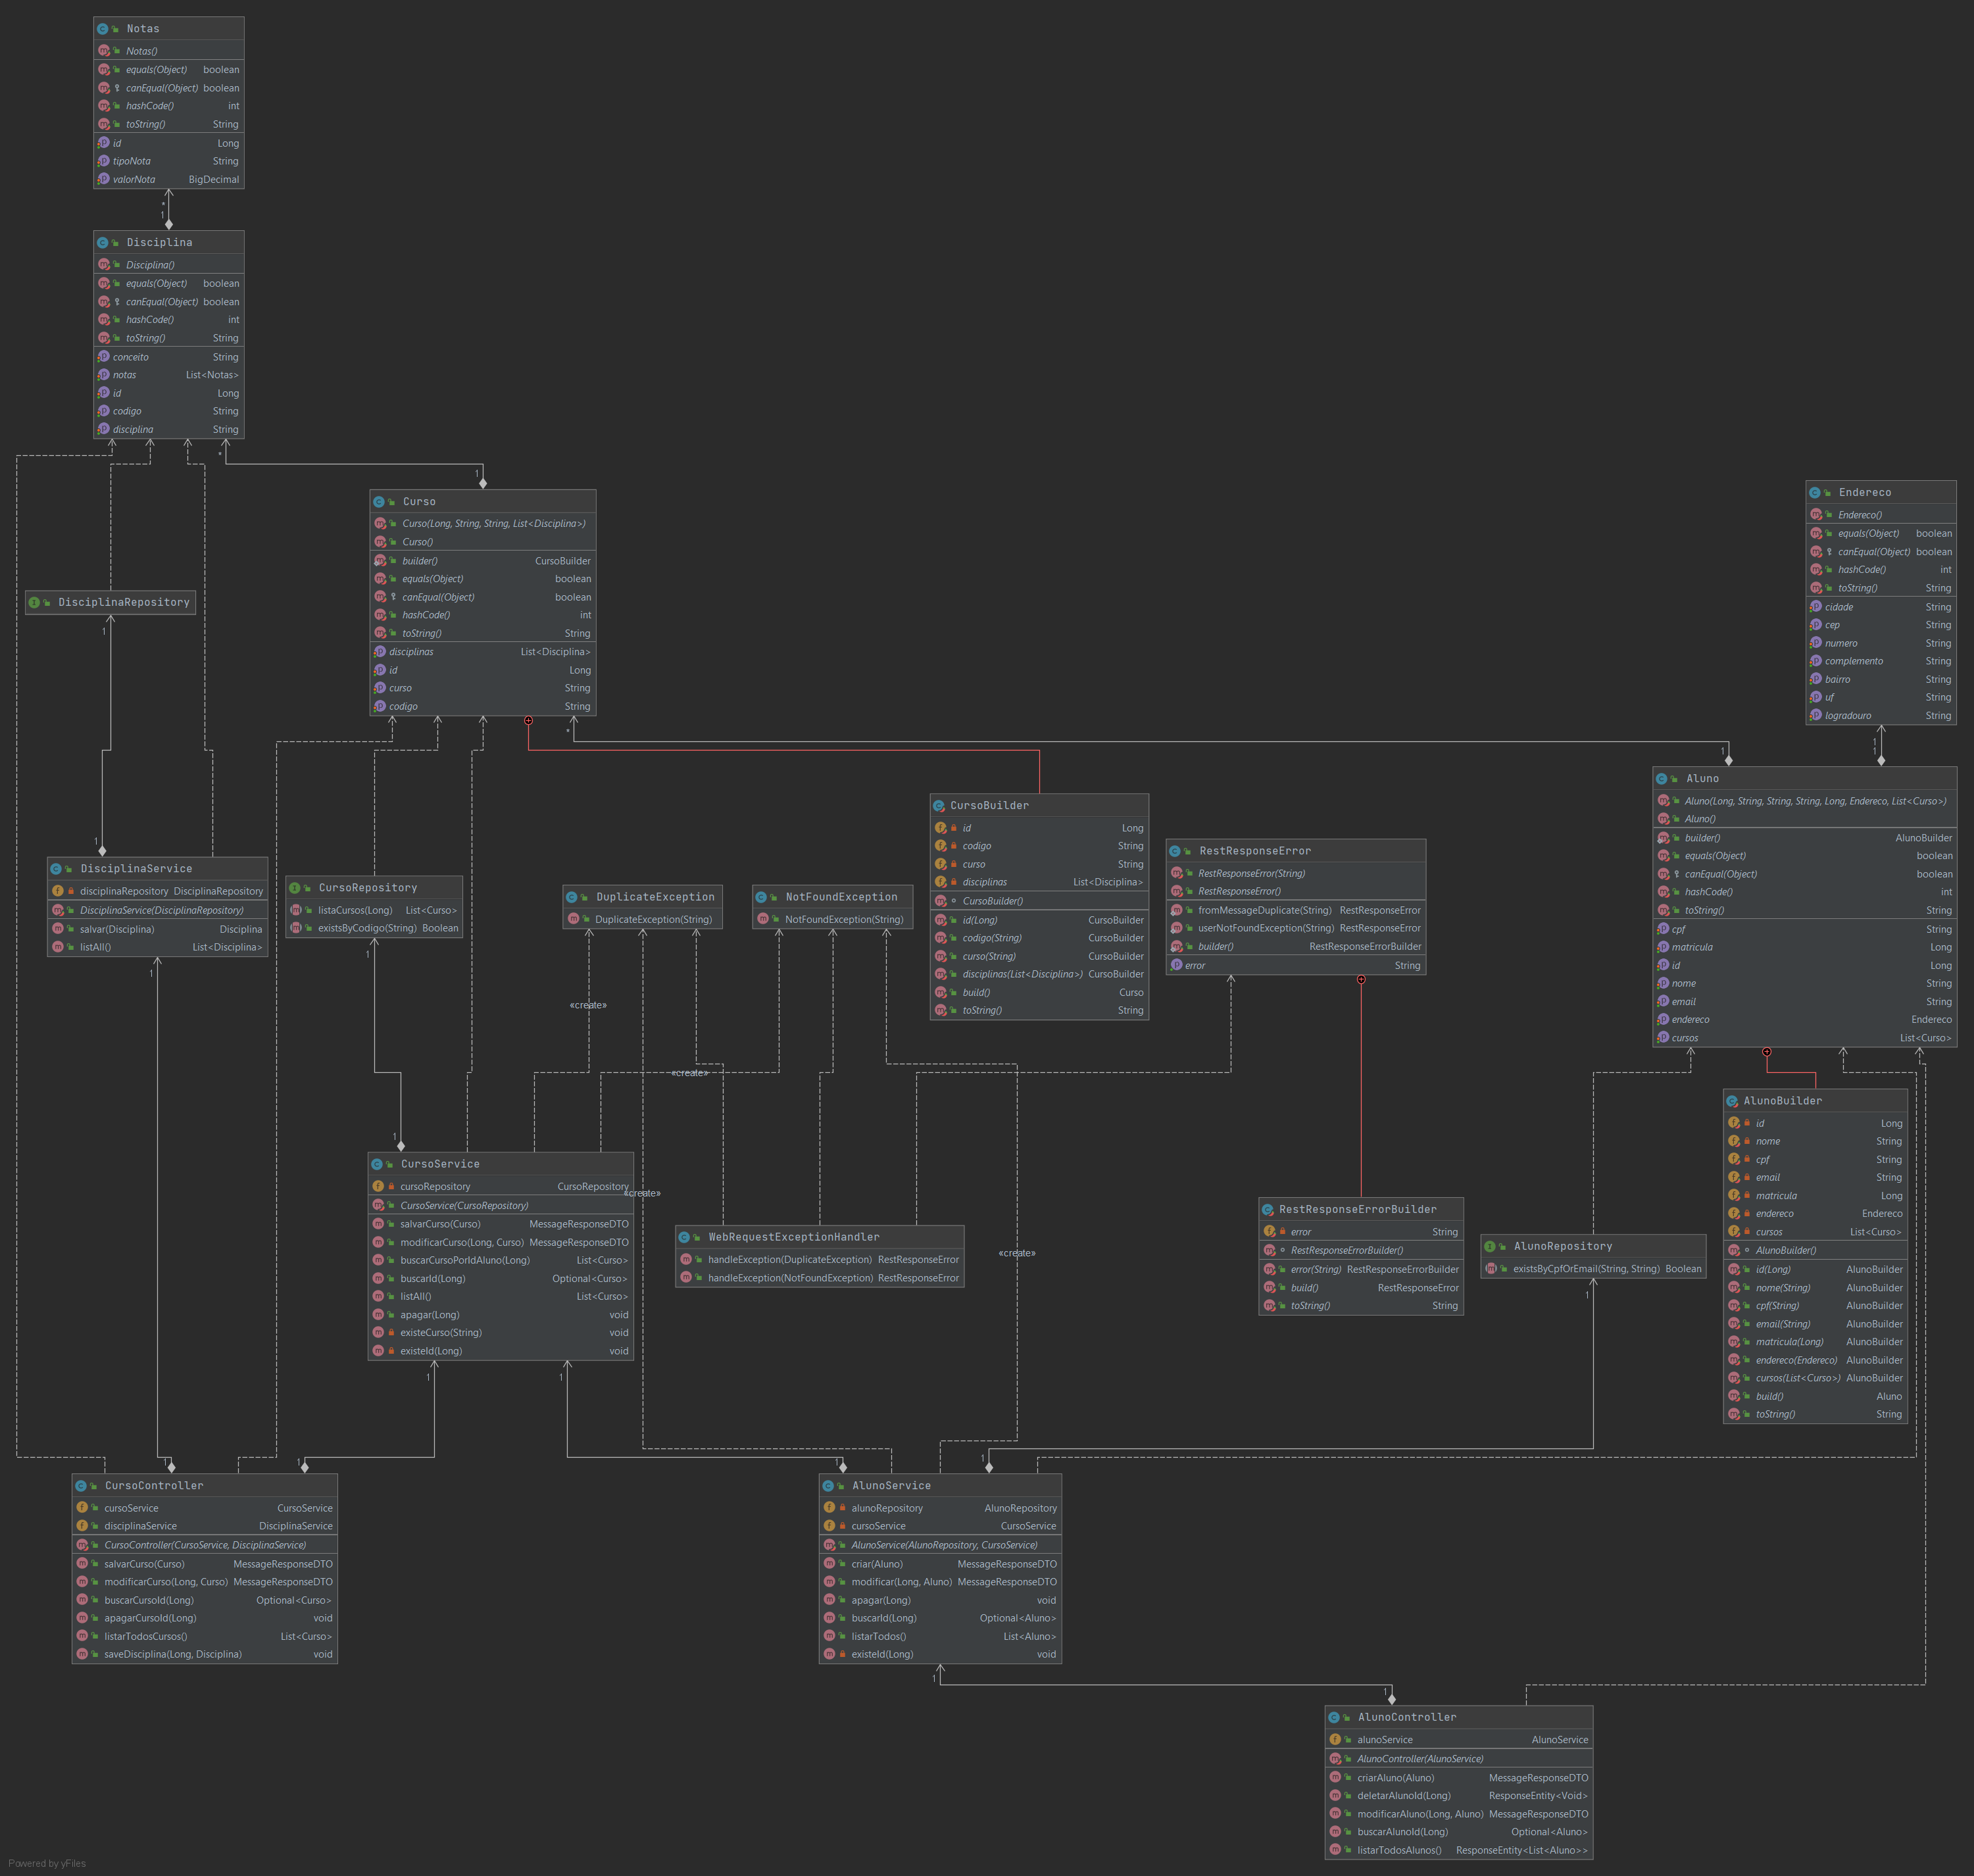 Notas
Notas()
equals(Object) boolean
canEqual(Object) boolean
hashCode() int
toString() String
id Long
tipoNota String
valorNota BigDecimal
*
1
Disciplina
Disciplina()
equals(Object) boolean
canEqual(Object) boolean
hashCode() int
toString() String
conceito String
notas List<Notas>
id Long
codigo String
disciplina String
*
1
Curso
Curso(Long, String, String, List<Disciplina>)
Curso()
builder() CursoBuilder
equals(Object) boolean
canEqual(Object) boolean
hashCode() int
toString() String
disciplinas List<Disciplina>
id Long
curso String
codigo String
*
1
Endereco
Endereco()
equals(Object) boolean
canEqual(Object) boolean
hashCode() int
toString() String
cidade String
cep String
numero String
complemento String
bairro String
uf String
logradouro String
1
1
DisciplinaRepository
1
1
Aluno
Aluno(Long, String, String, String, Long, Endereco, List<Curso>)
Aluno()
builder() AlunoBuilder
equals(Object) boolean
canEqual(Object) boolean
hashCode() int
toString() String
cpf String
matricula Long
id Long
nome String
email String
endereco Endereco
cursos List<Curso>
CursoBuilder
id Long
codigo String
curso String
disciplinas List<Disciplina>
CursoBuilder()
id(Long) CursoBuilder
codigo(String) CursoBuilder
curso(String) CursoBuilder
disciplinas(List<Disciplina>) CursoBuilder
build() Curso
toString() String
RestResponseError
RestResponseError(String)
RestResponseError()
fromMessageDuplicate(String) RestResponseError
userNotFoundException(String) RestResponseError
builder() RestResponseErrorBuilder
error String
DisciplinaService
disciplinaRepository DisciplinaRepository
DisciplinaService(DisciplinaRepository)
salvar(Disciplina) Disciplina
listAll() List<Disciplina>
1
CursoRepository
listaCursos(Long) List<Curso>
existsByCodigo(String) Boolean
1
1
DuplicateException
DuplicateException(String)
NotFoundException
NotFoundException(String)
«create»
«create»
«create»
«create»
AlunoBuilder
id Long
nome String
cpf String
email String
matricula Long
endereco Endereco
cursos List<Curso>
AlunoBuilder()
id(Long) AlunoBuilder
nome(String) AlunoBuilder
cpf(String) AlunoBuilder
email(String) AlunoBuilder
matricula(Long) AlunoBuilder
endereco(Endereco) AlunoBuilder
cursos(List<Curso>) AlunoBuilder
build() Aluno
toString() String
CursoService
cursoRepository CursoRepository
CursoService(CursoRepository)
salvarCurso(Curso) MessageResponseDTO
modificarCurso(Long, Curso) MessageResponseDTO
buscarCursoPorIdAluno(Long) List<Curso>
buscarId(Long) Optional<Curso>
listAll() List<Curso>
apagar(Long) void
existeCurso(String) void
existeId(Long) void
1
1
WebRequestExceptionHandler
handleException(DuplicateException) RestResponseError
handleException(NotFoundException) RestResponseError
RestResponseErrorBuilder
error String
RestResponseErrorBuilder()
error(String) RestResponseErrorBuilder
build() RestResponseError
toString() String
AlunoRepository
existsByCpfOrEmail(String, String) Boolean
1
1
1
1
1
CursoController
cursoService CursoService
disciplinaService DisciplinaService
CursoController(CursoService, DisciplinaService)
salvarCurso(Curso) MessageResponseDTO
modificarCurso(Long, Curso) MessageResponseDTO
buscarCursoId(Long) Optional<Curso>
apagarCursoId(Long) void
listarTodosCursos() List<Curso>
saveDisciplina(Long, Disciplina) void
AlunoService
alunoRepository AlunoRepository
cursoService CursoService
AlunoService(AlunoRepository, CursoService)
criar(Aluno) MessageResponseDTO
modificar(Long, Aluno) MessageResponseDTO
apagar(Long) void
buscarId(Long) Optional<Aluno>
listarTodos() List<Aluno>
existeId(Long) void
1
1
AlunoController
alunoService AlunoService
AlunoController(AlunoService)
criarAluno(Aluno) MessageResponseDTO
deletarAlunoId(Long) ResponseEntity<Void>
modificarAluno(Long, Aluno) MessageResponseDTO
buscarAlunoId(Long) Optional<Aluno>
listarTodosAlunos() ResponseEntity<List<Aluno>>
Powered by yFiles